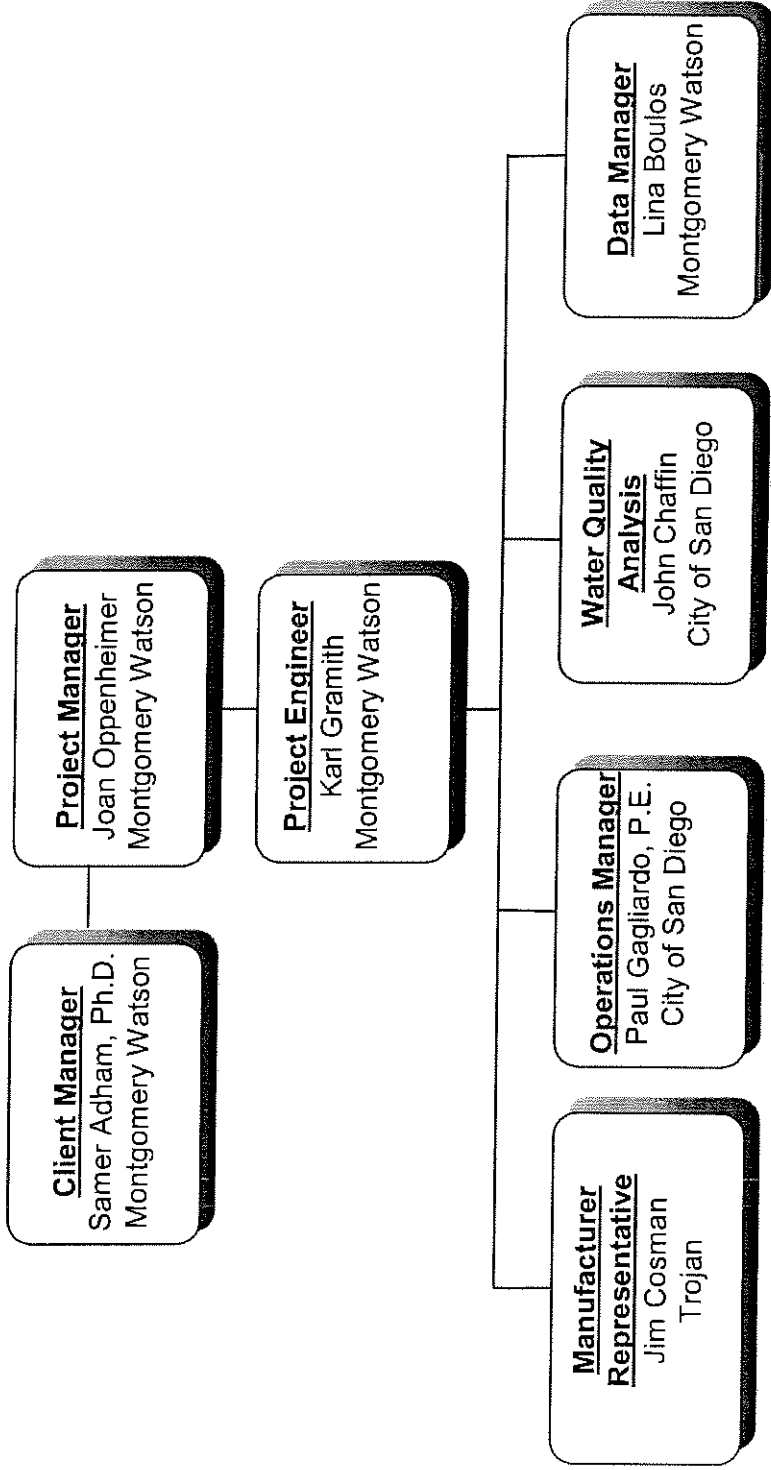 Client Manager
Samer Adham, Ph.D.
Montgomery Watson
Project Manager
Joan Oppenheimer
Montgomery Watson
Project Engineer
Karl Gramith
Montgomery Watson
Manufacturer
Representative
Jim Cosman
Trojan
Operations Manager
Paul Gagliardo, P.E.
City of San Diego
Water Quality
Analysis
John Chaffin
City of San Diego
Data Manager
Lina Boulos
Montgomery Watson